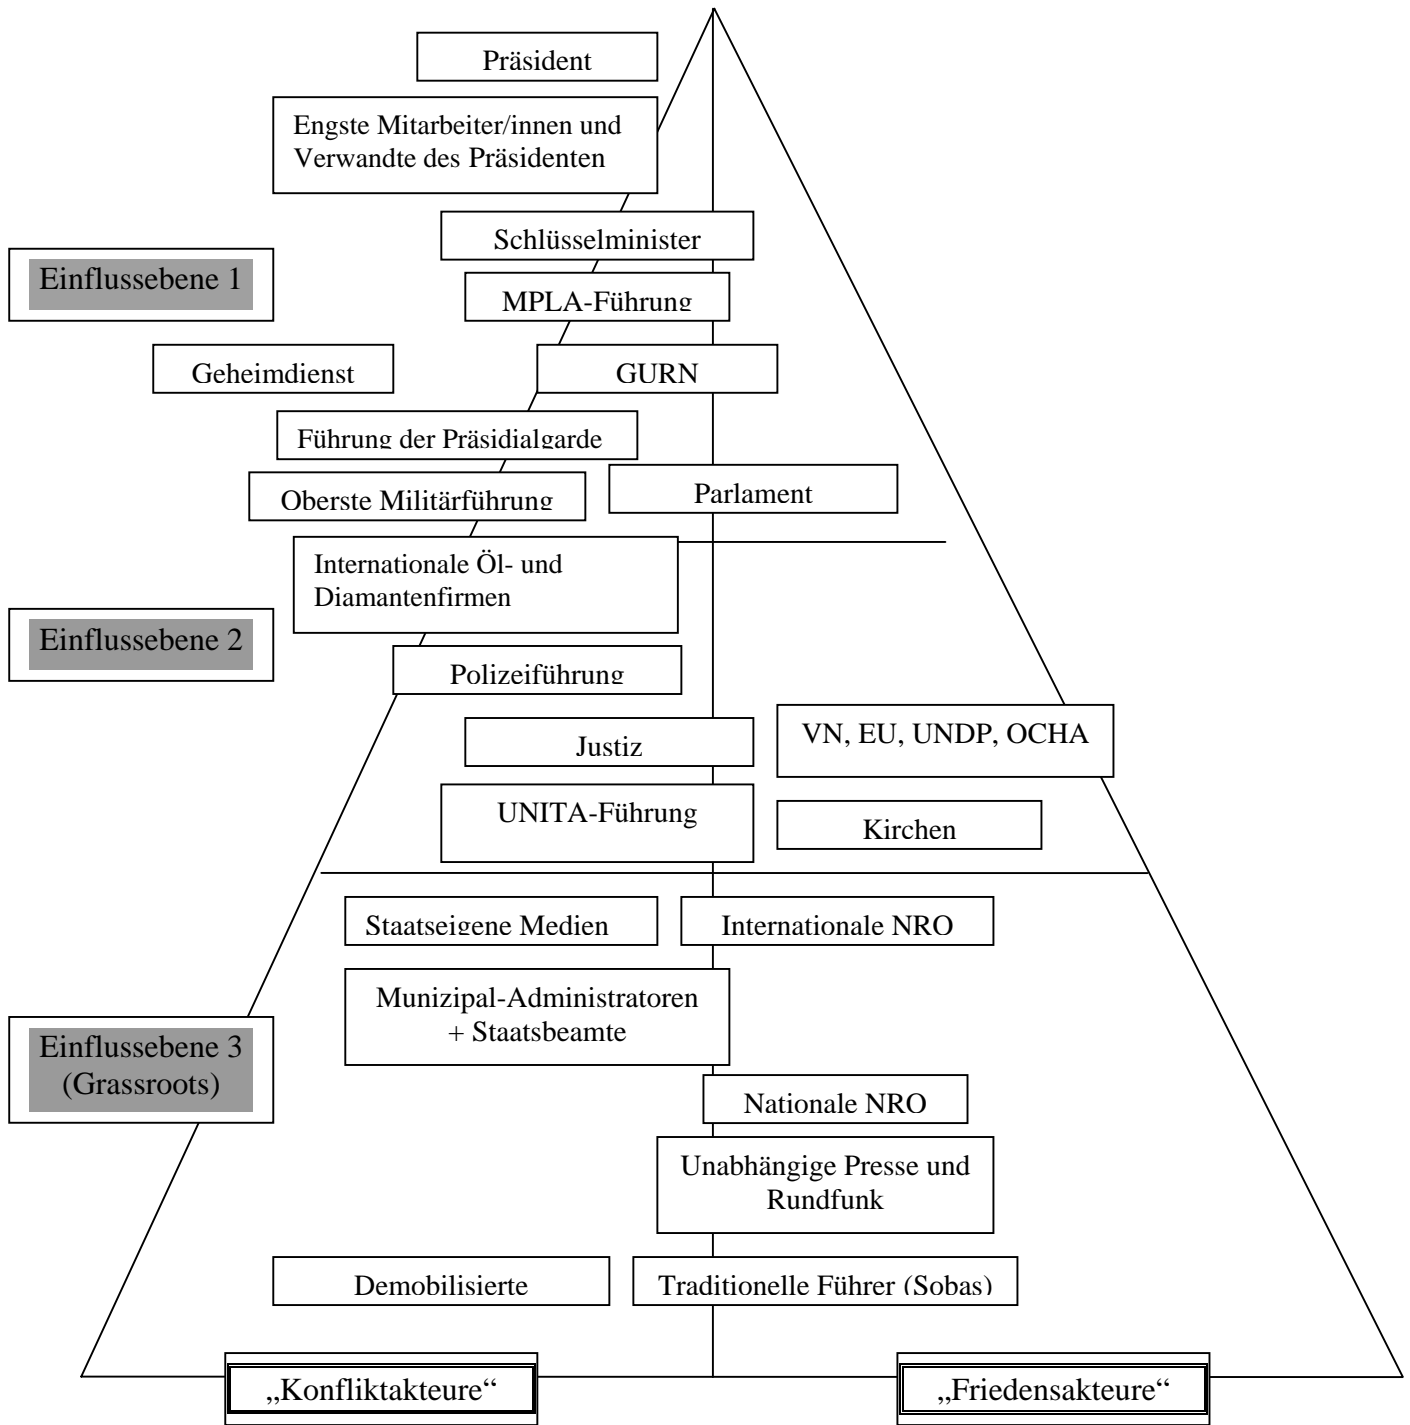 Präsident
Engste Mitarbeiter/innen und
Verwandte des Präsidenten
Schlüsselminister
Einflussebene 1
MPLA-Führung
Geheimdienst
GURN
Führung der Präsidialgarde
Parlament
Oberste Militärführung
Internationale Öl- und
Diamantenfirmen
Einflussebene 2
Polizeiführung
VN, EU, UNDP, OCHA
Justiz
UNITA-Führung
Kirchen
Staatseigene Medien
Internationale NRO
Munizipal-Administratoren
+ Staatsbeamte
Einflussebene 3
(Grassroots)
Nationale NRO
Unabhängige Presse und
Rundfunk
Demobilisierte
Traditionelle Führer (Sobas)
„Konfliktakteure“
„Friedensakteure“